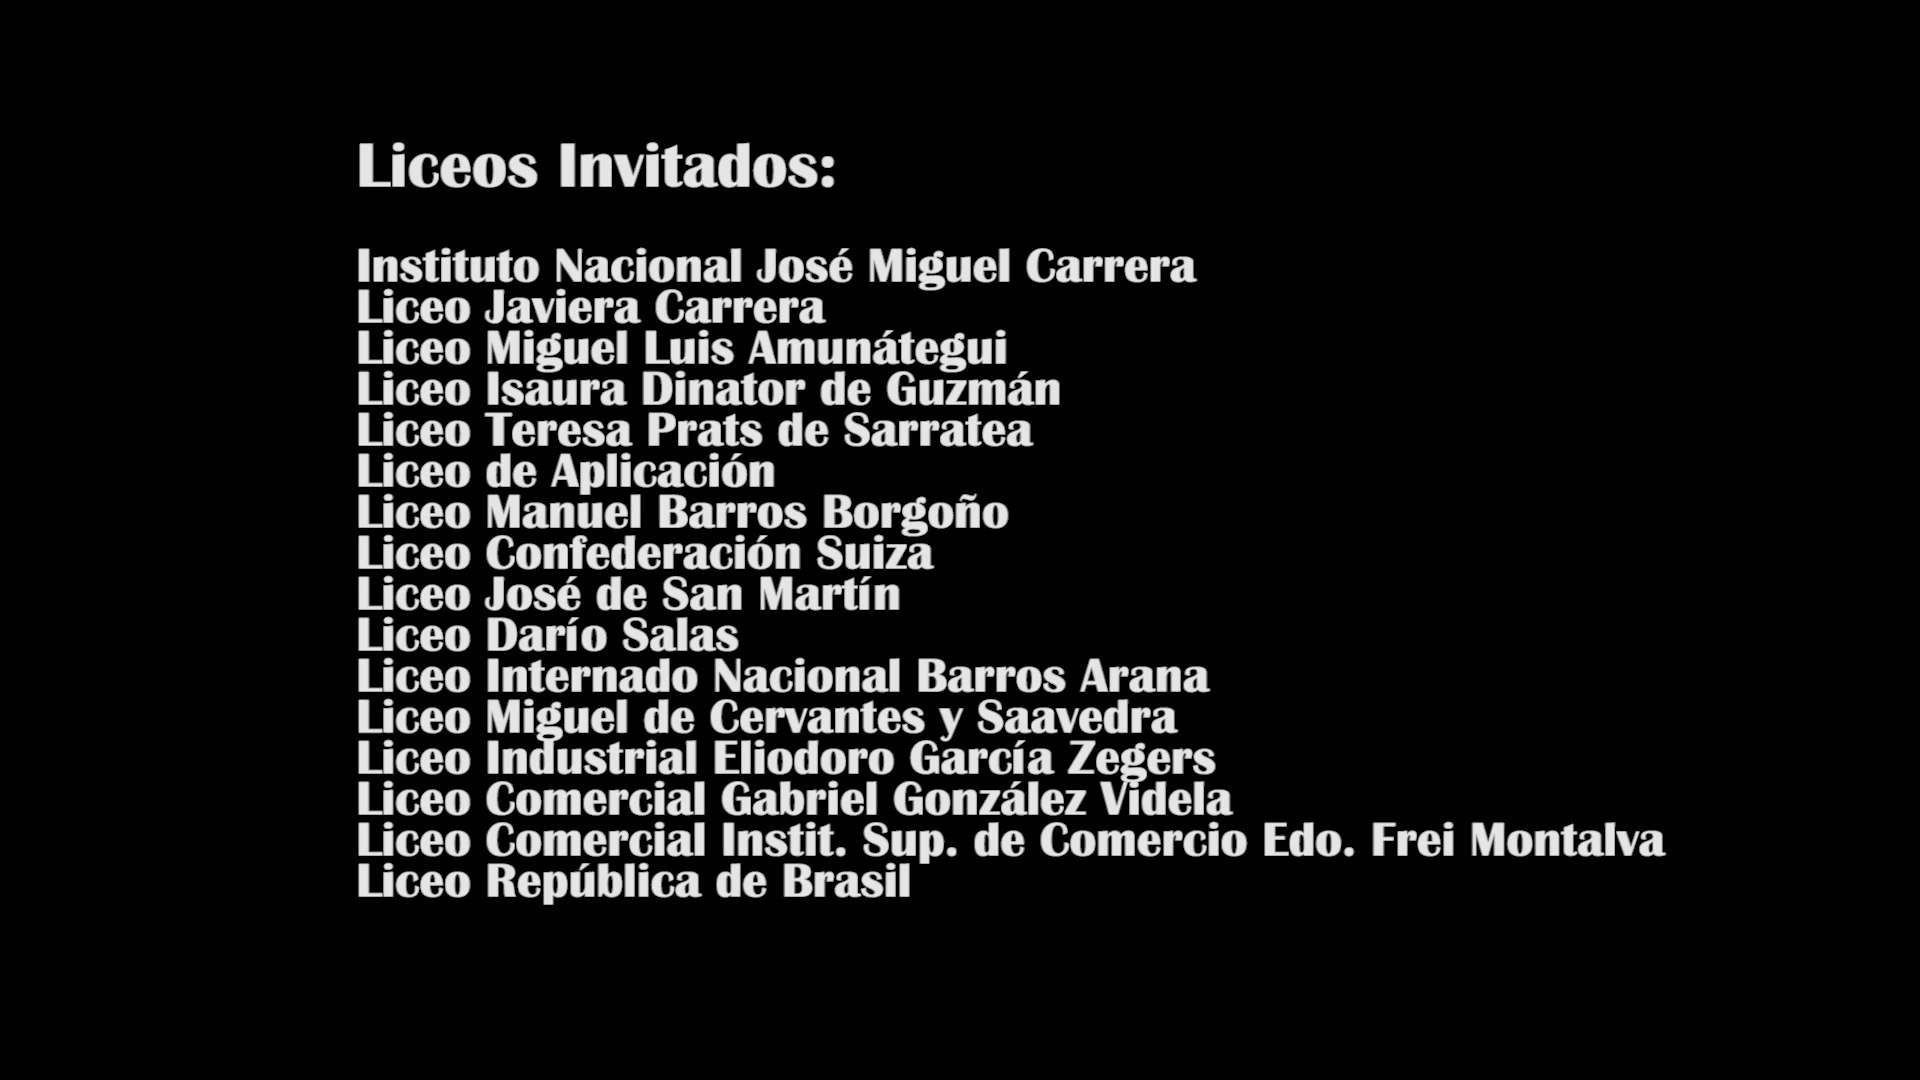 Liceos Invitados:
Instituto Nacional José Miguel Carrera
Liceo Javiera Carrera
Liceo Miguel Luis Amunátegui
Liceo Isaura Dinator de Guzmán
Liceo Teresa Prats de Sarratea
Liceo de Aplicación
Liceo Manuel Barros Borgoño
Liceo Confederación Suiza
Liceo José de San Martín
Liceo Darío Salas
Liceo Internado Nacional Barros Arana
Liceo Miguel de Cervantes y Saavedra
Liceo Industrial Eliodoro García Zegers
Liceo Comercial Gabriel González Videla
Liceo Comercial Instit. Sup. de Comercio Edo. Frei Montalva
Liceo República de Brasil